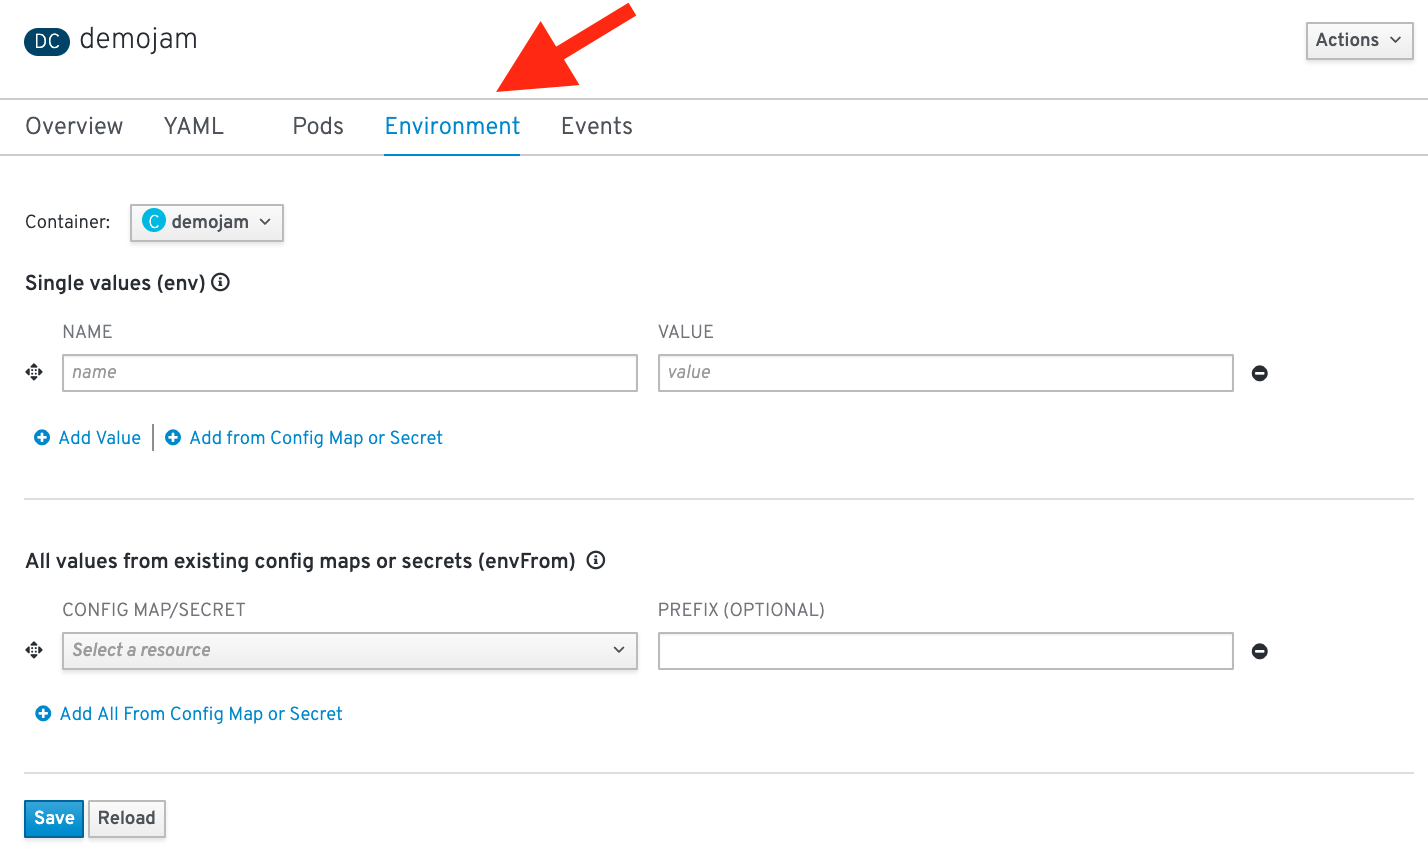 DC demojam
Actions
Overview YAML Pods Environment Events
Container: C demojam
Single values (env)
NAME VALUE
name value
Add Value Add from Config Map or Secret
All values from existing config maps or secrets (envFrom)
CONFIG MAP/SECRET PREFIX (OPTIONAL)
Select a resource
Add All From Config Map or Secret
Save Reload